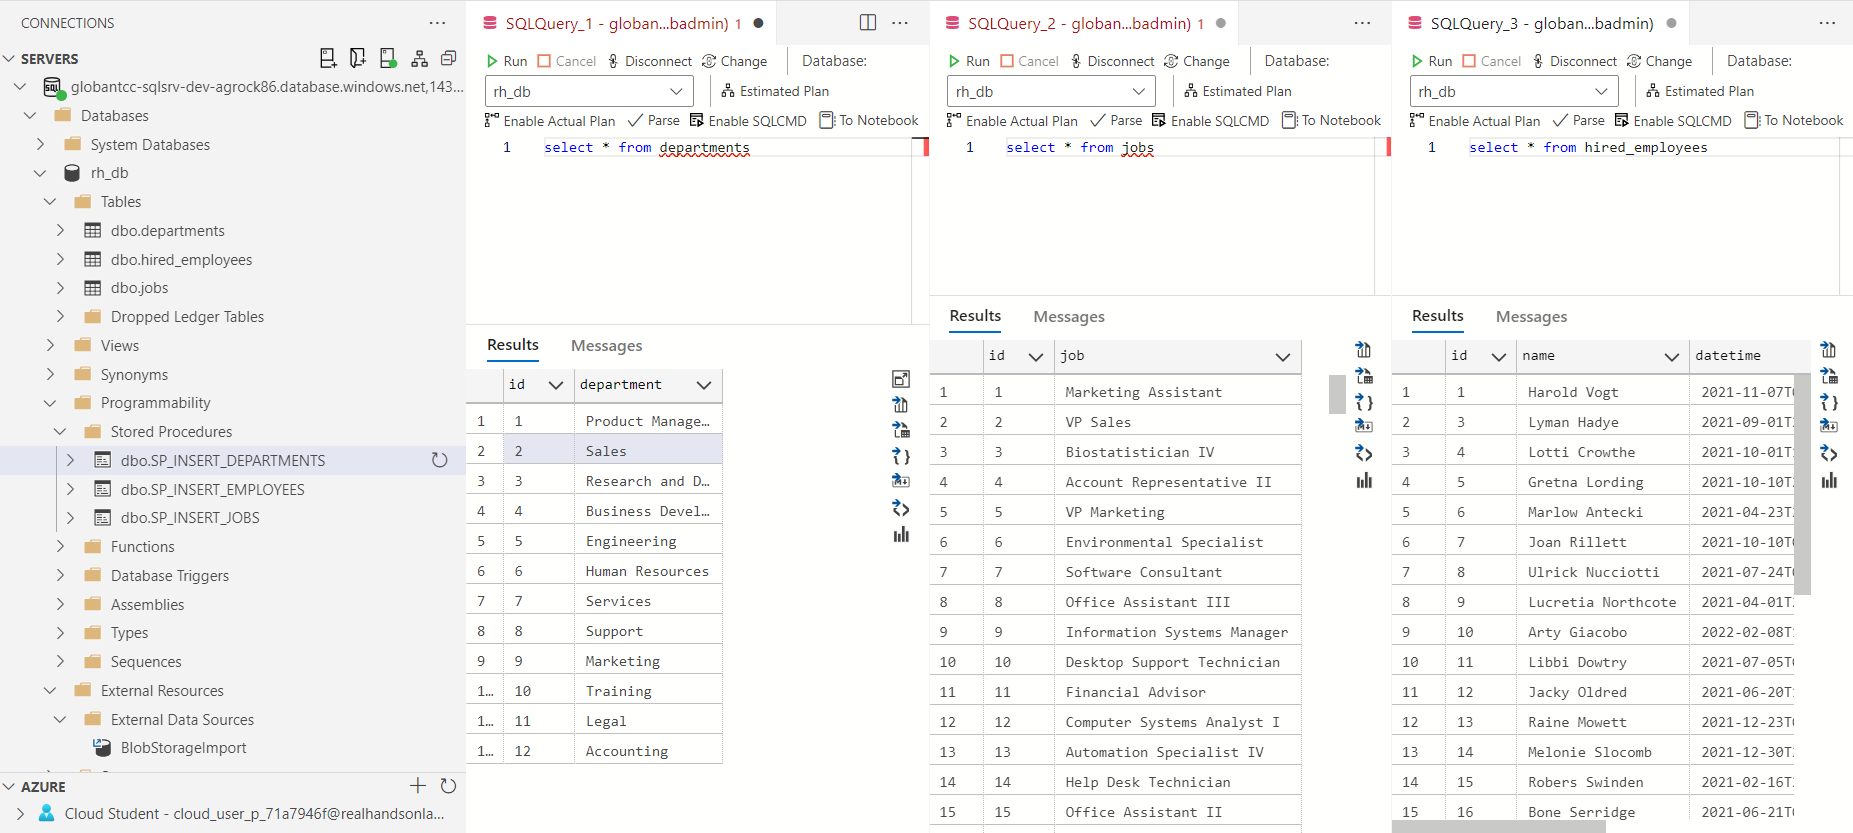 CONNECTIONS
SERVERS
globantcc-sqlsrv-dev-agrock86.database.windows.net,143...
Databases
System Databases
rh_db
Tables
dbo.departments
dbo.hired_employees
dbo.jobs
Dropped Ledger Tables
Views
Synonyms
Programmability
Stored Procedures
dbo.SP_INSERT_DEPARTMENTS
dbo.SP_INSERT_EMPLOYEES
dbo.SP_INSERT_JOBS
Functions
Database Triggers
Assemblies
Types
Sequences
External Resources
External Data Sources
BlobStorageImport
AZURE
Cloud Student - cloud_user_p_71a7946f@realhandsonla...
SQLQuery_1 - globan...badmin) 1
Run Cancel Disconnect Change Database:
rh_db Estimated Plan
Enable Actual Plan Parse Enable SQLCMD To Notebook
1 select * from departments
Results Messages
id department
1 1 Product Manage...
2 2 Sales
3 3 Research and D...
4 4 Business Devel...
5 5 Engineering
6 6 Human Resources
7 7 Services
8 8 Support
9 9 Marketing
1... 10 Training
1... 11 Legal
1... 12 Accounting
SQLQuery_2 - globan...badmin) 1
Run Cancel Disconnect Change Database:
rh_db Estimated Plan
Enable Actual Plan Parse Enable SQLCMD To Notebook
1 select * from jobs
Results Messages
id job
1 1 Marketing Assistant
2 2 VP Sales
3 3 Biostatistician IV
4 4 Account Representative II
5 5 VP Marketing
6 6 Environmental Specialist
7 7 Software Consultant
8 8 Office Assistant III
9 9 Information Systems Manager
10 10 Desktop Support Technician
11 11 Financial Advisor
12 12 Computer Systems Analyst I
13 13 Automation Specialist IV
14 14 Help Desk Technician
15 15 Office Assistant II
SQLQuery_3 - globan...badmin)
Run Cancel Disconnect Change Database:
rh_db Estimated Plan
Enable Actual Plan Parse Enable SQLCMD To Notebook
1 select * from hired_employees
Results Messages
id name datetime
1 1 Harold Vogt 2021-11-07T
2 3 Lyman Hadye 2021-09-01T
3 4 Lotti Crowthe 2021-10-01T
4 5 Gretna Lording 2021-10-10T
5 6 Marlow Antecki 2021-04-23T
6 7 Joan Rillett 2021-10-10T
7 8 Ulrick Nucciotti 2021-07-24T
8 9 Lucretia Northcote 2021-04-01T
9 10 Arty Giacobo 2022-02-08T
10 11 Libbi Dowtry 2021-07-05T
11 12 Jacky Oldred 2021-06-20T
12 13 Raine Mowett 2021-12-23T
13 14 Melonie Slocomb 2021-12-30T
14 15 Robers Swinden 2021-02-16T
15 16 Bone Serridge 2021-06-21T